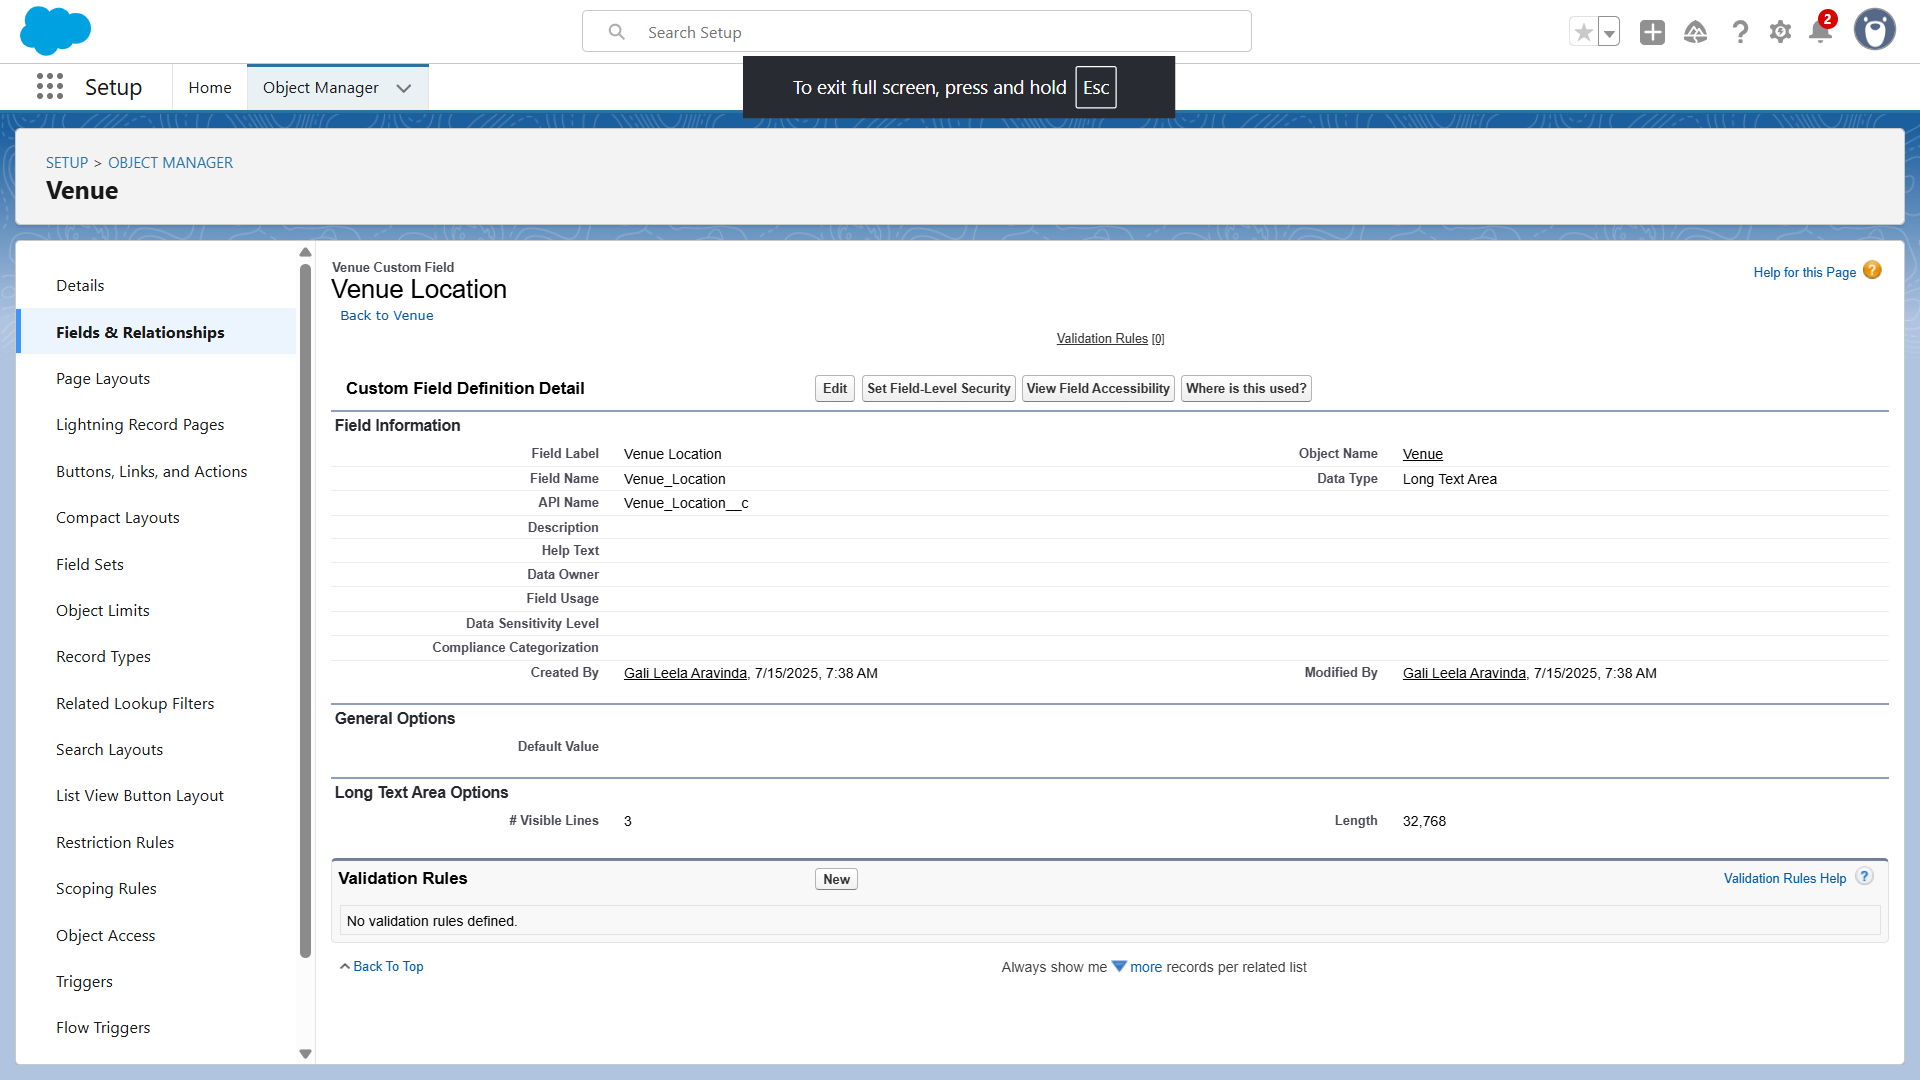 Search Setup
2
Setup
Home
Object Manager
To exit full screen, press and hold Esc
SETUP > OBJECT MANAGER
Venue
Details
Fields & Relationships
Page Layouts
Lightning Record Pages
Buttons, Links, and Actions
Compact Layouts
Field Sets
Object Limits
Record Types
Related Lookup Filters
Search Layouts
List View Button Layout
Restriction Rules
Scoping Rules
Object Access
Triggers
Flow Triggers
Venue Custom Field
Venue Location
Back to Venue
Help for this Page ?
Validation Rules [0]
Custom Field Definition Detail
Edit
Set Field-Level Security
View Field Accessibility
Where is this used?
Field Information
Field Label Venue Location
Object Name Venue
Field Name Venue_Location
Data Type Long Text Area
API Name Venue_Location__c
Description
Help Text
Data Owner
Field Usage
Data Sensitivity Level
Compliance Categorization
Created By Gali Leela Aravinda, 7/15/2025, 7:38 AM
Modified By Gali Leela Aravinda, 7/15/2025, 7:38 AM
General Options
Default Value
Long Text Area Options
# Visible Lines 3
Length 32,768
Validation Rules
New
Validation Rules Help ?
No validation rules defined.
Back To Top
Always show me more records per related list